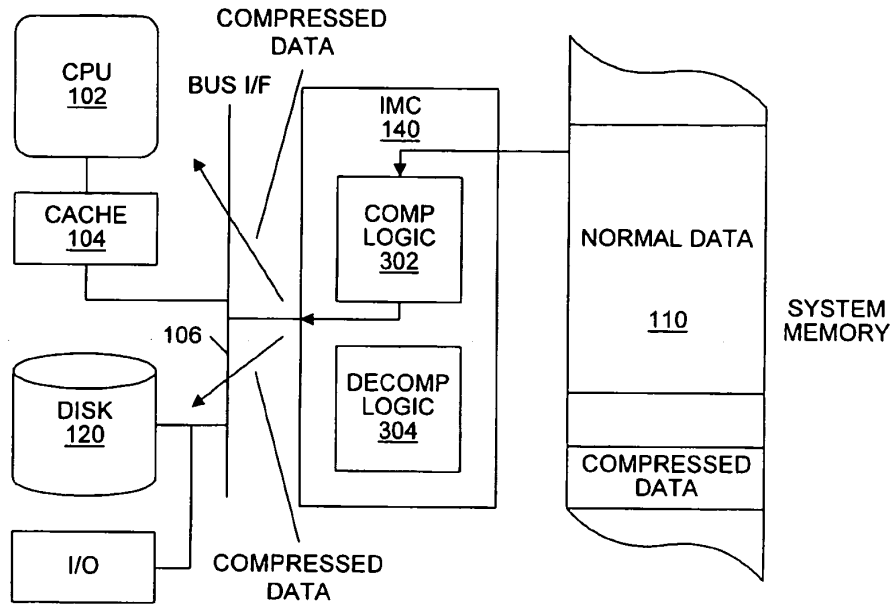 COMPRESSED
DATA
CPU
102
BUS I/F
IMC
140
CACHE
104
COMP
LOGIC
302
NORMAL DATA
110
SYSTEM
MEMORY
106
DISK
120
DECOMP
LOGIC
304
COMPRESSED
DATA
I/O
COMPRESSED
DATA